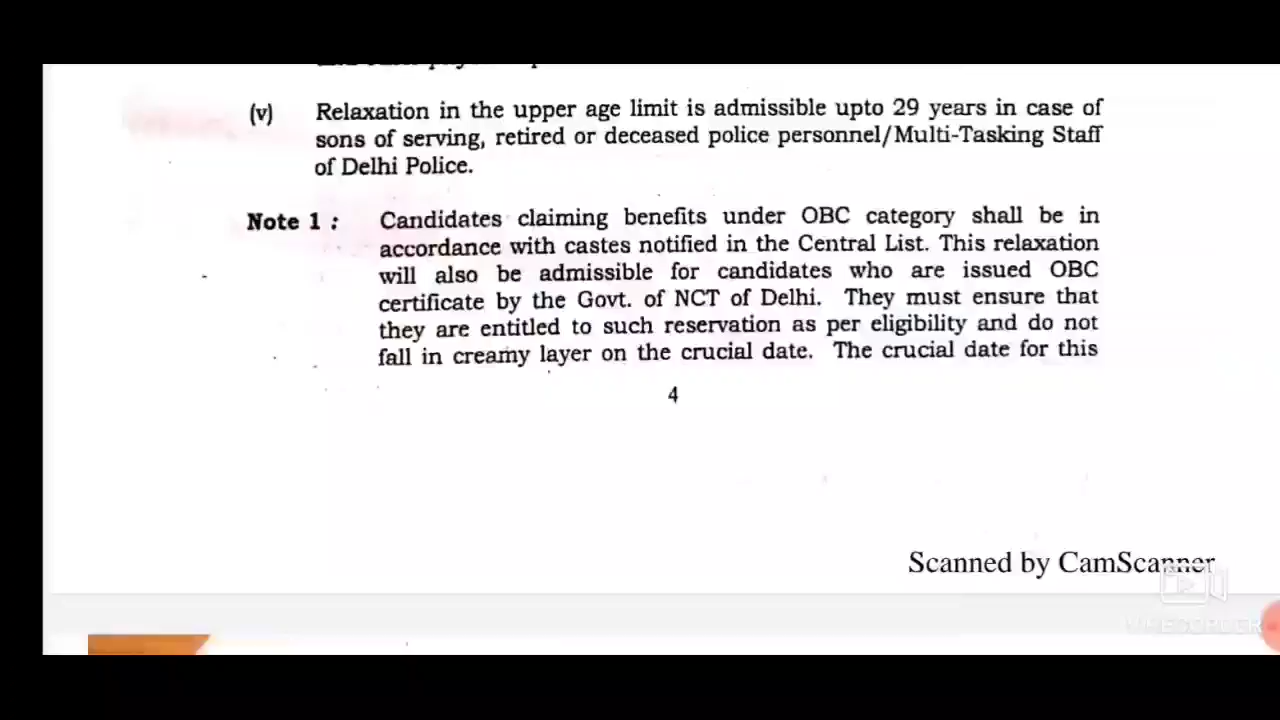 (v) Relaxation in the upper age limit is admissible upto 29 years in case of
sons of serving, retired or deceased police personnel/Multi-Tasking Staff
of Delhi Police.
Note 1 : Candidates claiming benefits under OBC category shall be in
accordance with castes notified in the Central List. This relaxation
will also be admissible for candidates who are issued OBC
certificate by the Govt. of NCT of Delhi. They must ensure that
they are entitled to such reservation as per eligibility and do not
fall in creamy layer on the crucial date. The crucial date for this
4
Scanned by CamScanner